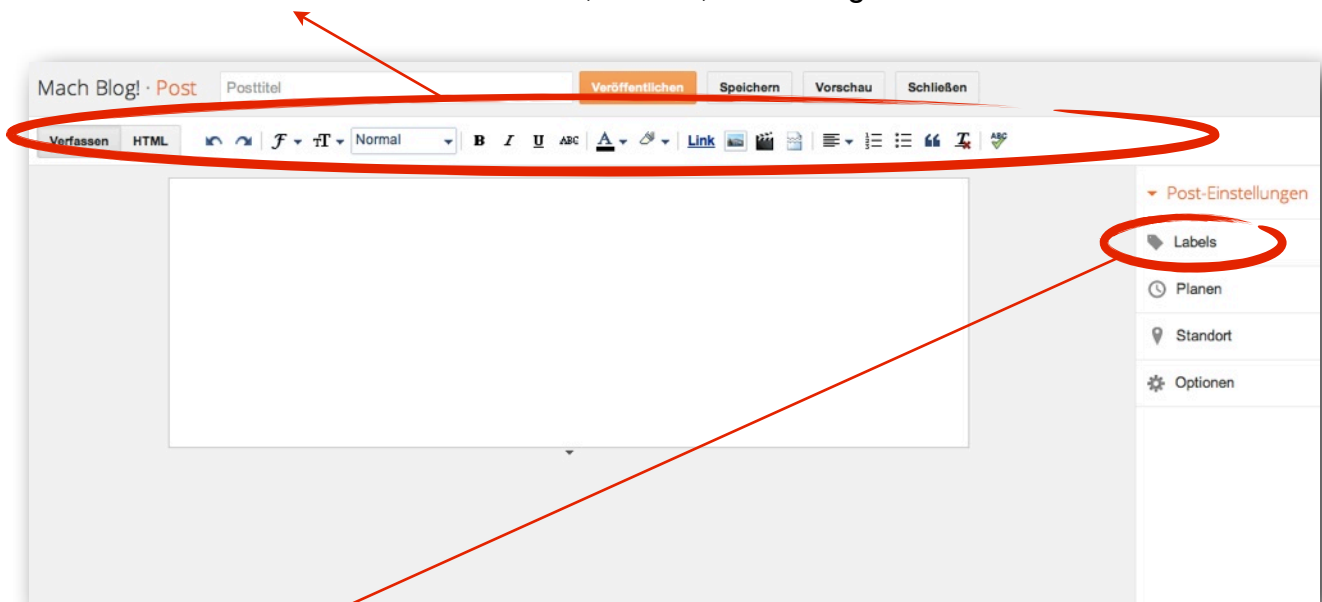 Mach Blog! · Post Posttitel Veröffentlichen Speichern Vorschau Schließen
Verfassen HTML Normal B I U ABC A Link ABC
Post-Einstellungen
Labels
Planen
Standort
Optionen